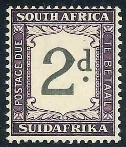 SOUTH AFRICA
POSTAGE DUE
TE BETAAL
2d.
SUIDAFRIKA